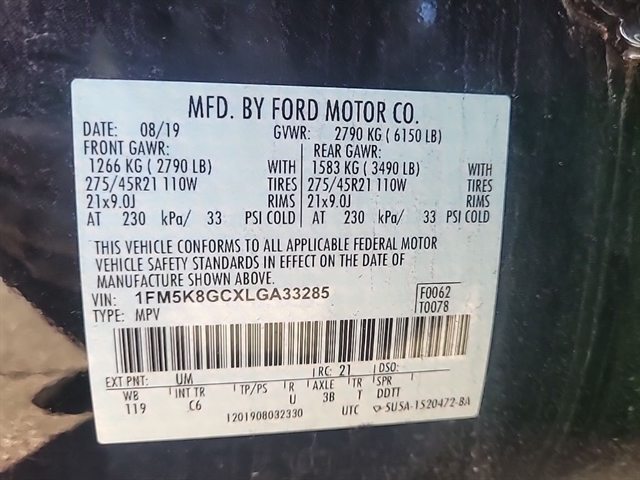 MFD. BY FORD MOTOR CO.
DATE: 08/19 GVWR: 2790 KG (6150 LB)
FRONT GAWR: REAR GAWR:
1266 KG (2790 LB) WITH 1583 KG (3490 LB) WITH
275/45R21 110W TIRES 275/45R21 110W TIRES
21x9.0J RIMS 21x9.0J RIMS
AT 230 kPa/ 33 PSI COLD AT 230 kPa/ 33 PSI COLD
THIS VEHICLE CONFORMS TO ALL APPLICABLE FEDERAL MOTOR
VEHICLE SAFETY STANDARDS IN EFFECT ON THE DATE OF
MANUFACTURE SHOWN ABOVE.
VIN: 1FM5K8GCXLGA33285 F0062
TYPE: MPV T0078
EXT PNT: UM RC: 21 DSO:
WB INT TR TP/PS R AXLE TR SPR
119 C6 U 3B T DDTT
1201908032330 UTC 5USA-1520472-BA